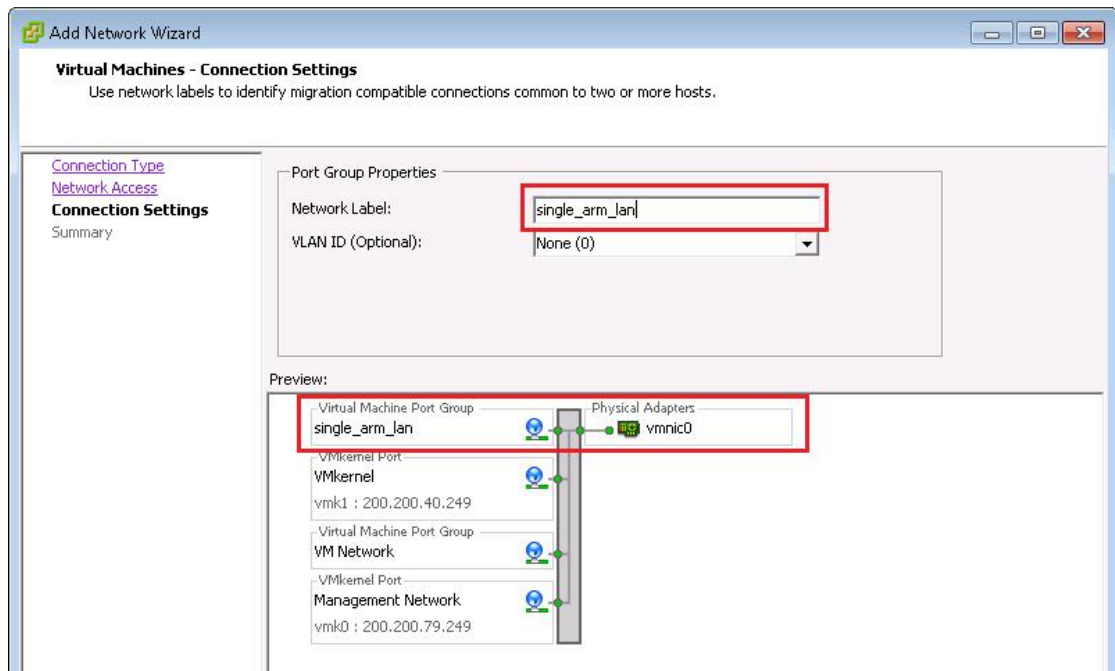 Add Network Wizard
Virtual Machines - Connection Settings
Use network labels to identify migration compatible connections common to two or more hosts.
Connection Type
Network Access
Connection Settings
Summary
Port Group Properties
Network Label:
single_arm_lan
VLAN ID (Optional):
None (0)
Preview:
Virtual Machine Port Group
single_arm_lan
Physical Adapters
vmnic0
VMkernel Port
VMkernel
vmk1 : 200.200.40.249
Virtual Machine Port Group
VM Network
VMkernel Port
Management Network
vmk0 : 200.200.79.249